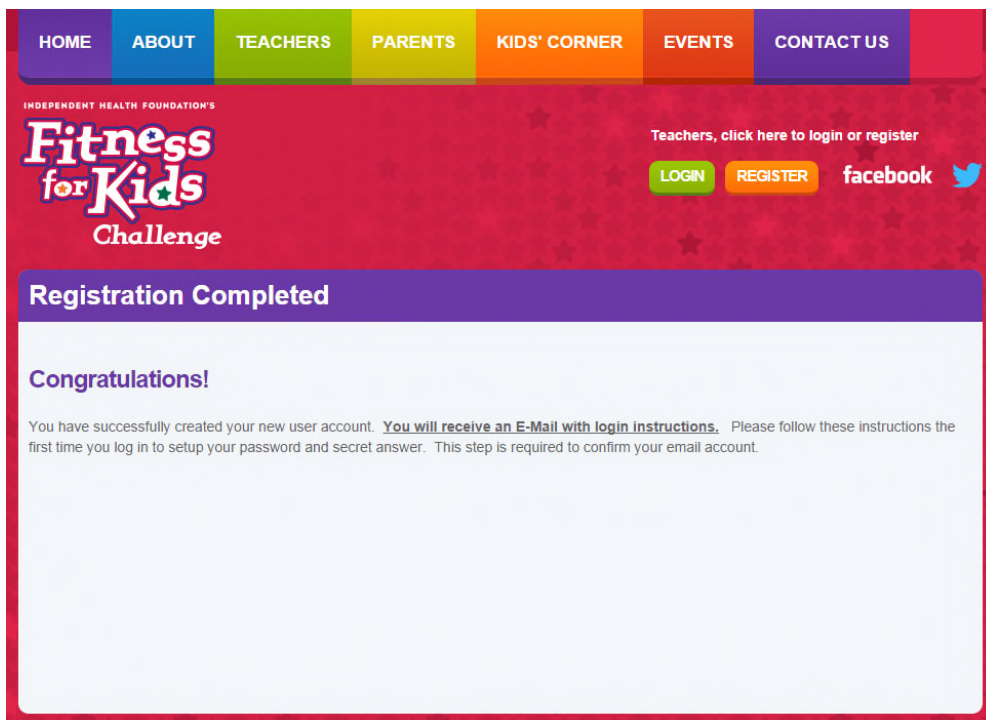 HOME ABOUT TEACHERS PARENTS KIDS' CORNER EVENTS CONTACT US
INDEPENDENT HEALTH FOUNDATION'S
Fitness
for Kids
Challenge
Teachers, click here to login or register
LOGIN REGISTER facebook
Registration Completed
Congratulations!
You have successfully created your new user account. You will receive an E-Mail with login instructions. Please follow these instructions the
first time you log in to setup your password and secret answer. This step is required to confirm your email account.